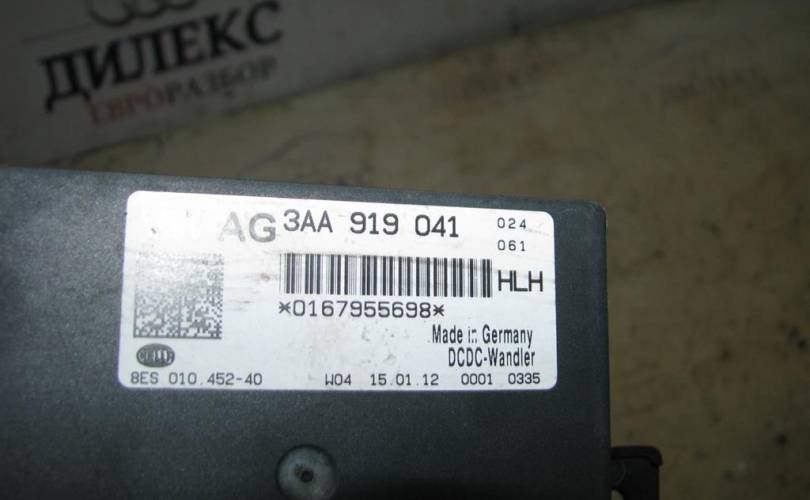 ДИЛЕКС
ЕВРОРАЗБОР
AG 3AA 919 041 024
061
HLH
*0167955698*
Made in Germany
DCDC-Wandler
8ES 010.452-40 W04 15.01.12 0001 0335